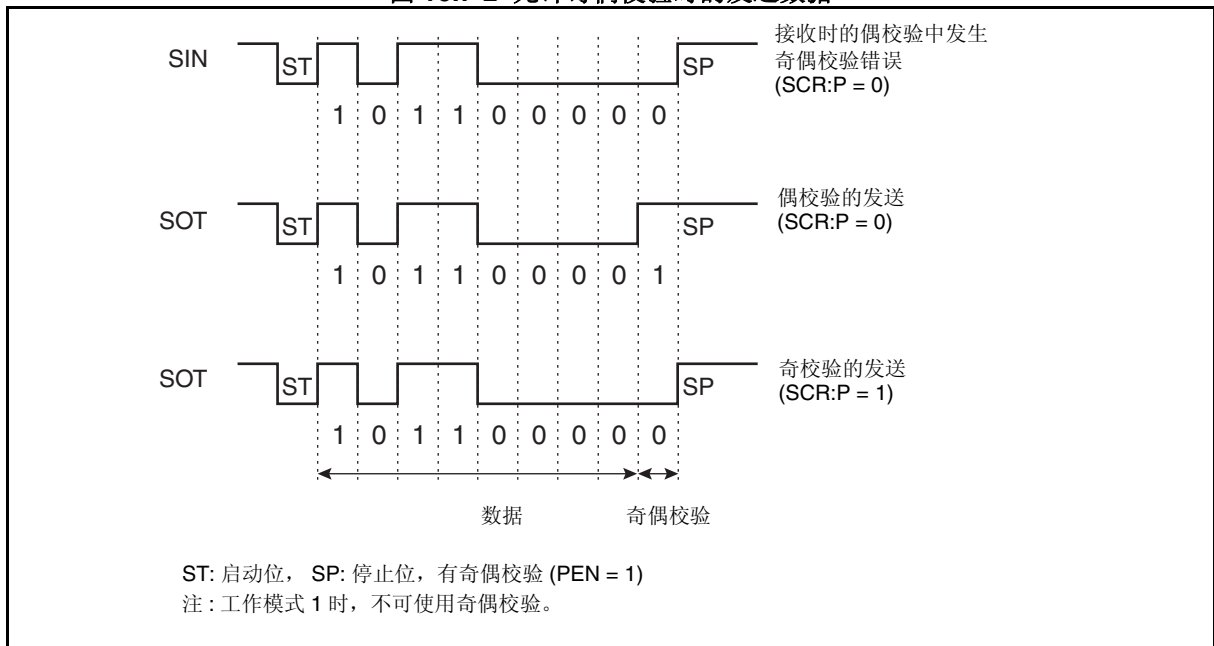 SIN
ST
SP
接收时的偶校验中发生
奇偶校验错误
(SCR:P = 0)
1 0 1 1 0 0 0 0 0
SOT
ST
SP
偶校验的发送
(SCR:P = 0)
1 0 1 1 0 0 0 0 1
SOT
ST
SP
奇校验的发送
(SCR:P = 1)
1 0 1 1 0 0 0 0 0
数据
奇偶校验
ST: 启动位， SP: 停止位，有奇偶校验 (PEN = 1)
注 : 工作模式 1 时，不可使用奇偶校验。